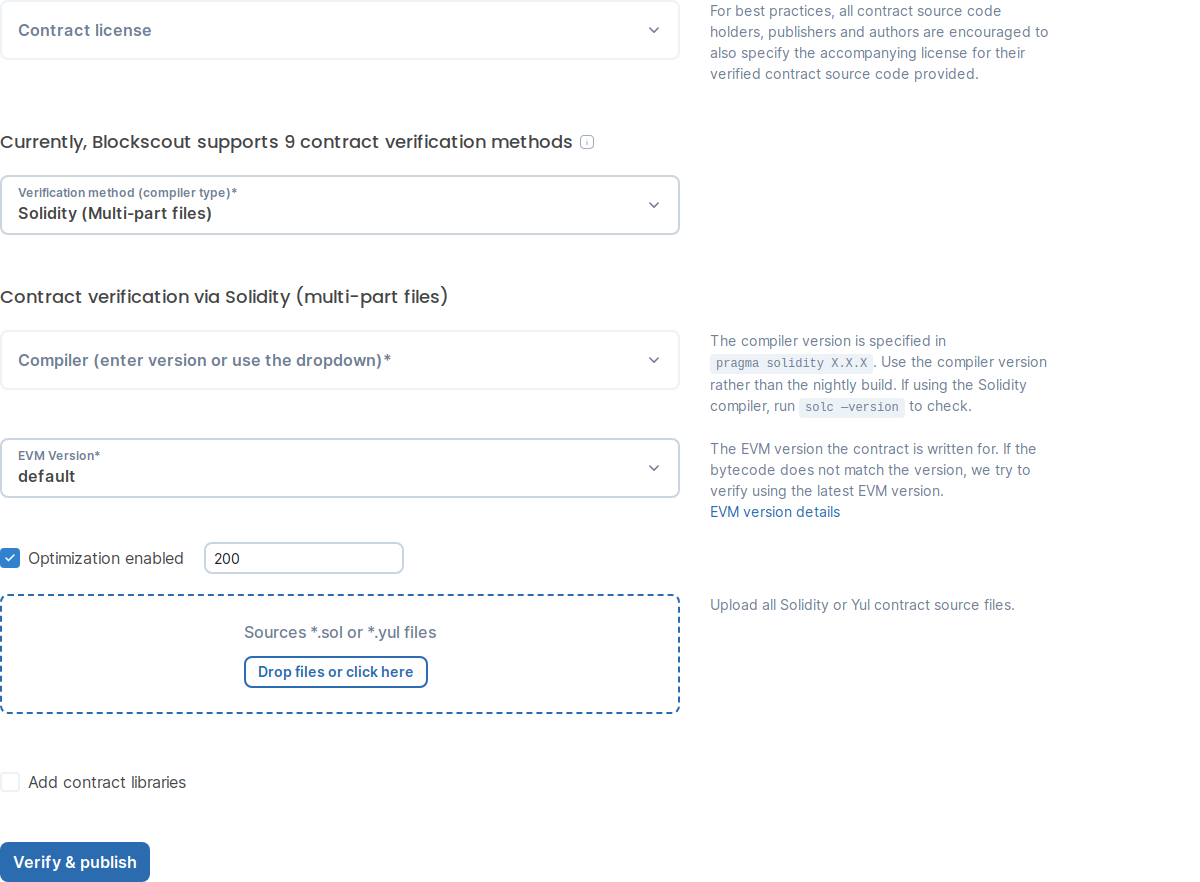 Contract license
For best practices, all contract source code
holders, publishers and authors are encouraged to
also specify the accompanying license for their
verified contract source code provided.
Currently, Blockscout supports 9 contract verification methods
Verification method (compiler type)*
Solidity (Multi-part files)
Contract verification via Solidity (multi-part files)
Compiler (enter version or use the dropdown)*
The compiler version is specified in
pragma solidity X.X.X. Use the compiler version
rather than the nightly build. If using the Solidity
compiler, run solc —version to check.
EVM Version*
default
The EVM version the contract is written for. If the
bytecode does not match the version, we try to
verify using the latest EVM version.
EVM version details
Optimization enabled
200
Sources *.sol or *.yul files
Drop files or click here
Upload all Solidity or Yul contract source files.
Add contract libraries
Verify & publish